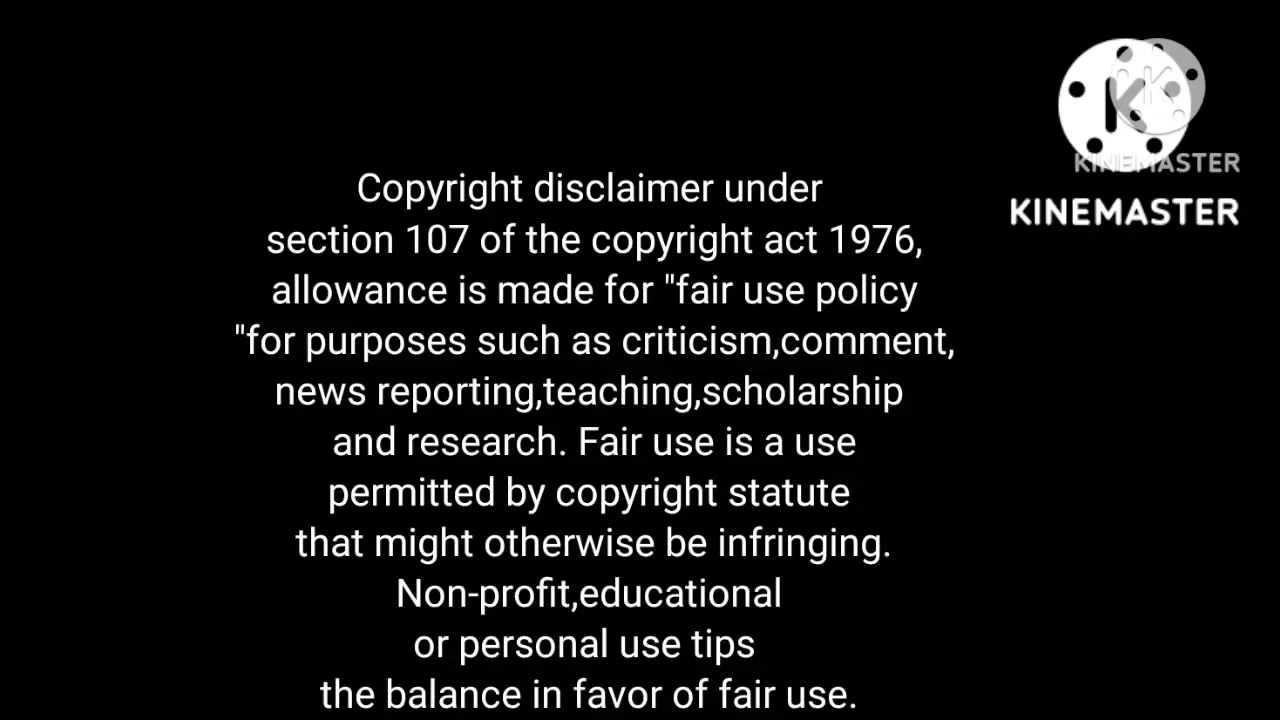 KINEMASTER
KINEMASTER
Copyright disclaimer under
section 107 of the copyright act 1976,
allowance is made for "fair use policy
"for purposes such as criticism,comment,
news reporting,teaching,scholarship
and research. Fair use is a use
permitted by copyright statute
that might otherwise be infringing.
Non-profit,educational
or personal use tips
the balance in favor of fair use.